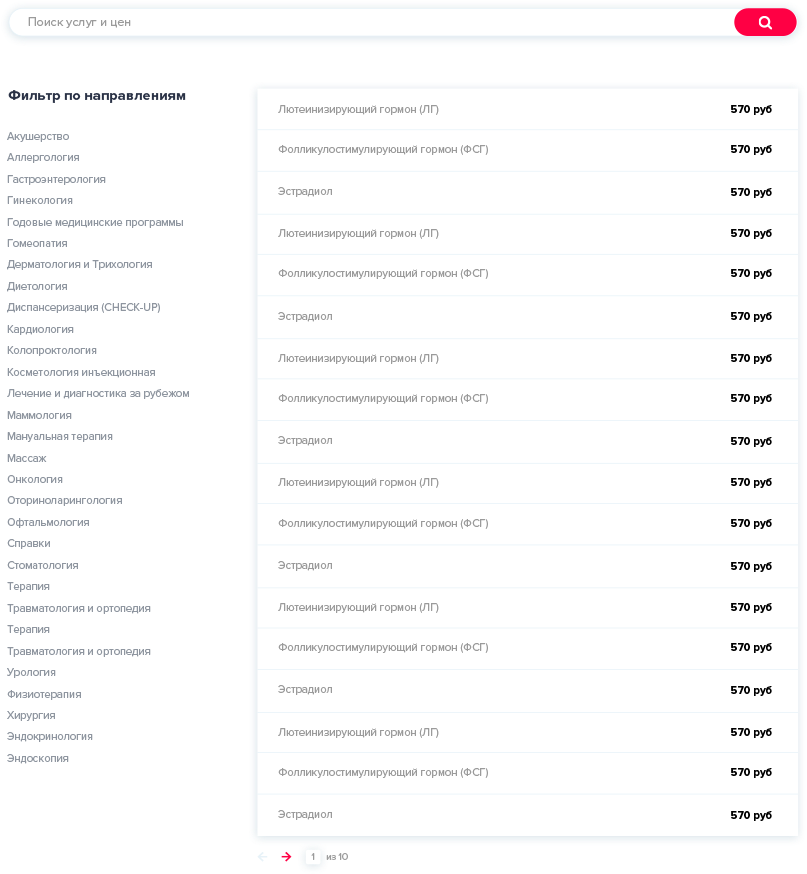 Поиск услуг и цен
Фильтр по направлениям
Акушерство
Аллергология
Гастроэнтерология
Гинекология
Годовые медицинские программы
Гомеопатия
Дерматология и Трихология
Диетология
Диспансеризация (CHECK-UP)
Кардиология
Колопроктология
Косметология инъекционная
Лечение и диагностика за рубежом
Маммология
Мануальная терапия
Массаж
Онкология
Оториноларингология
Офтальмология
Справки
Стоматология
Терапия
Травматология и ортопедия
Терапия
Травматология и ортопедия
Урология
Физиотерапия
Хирургия
Эндокринология
Эндоскопия
Лютеинизирующий гормон (ЛГ) 570 руб
Фолликулостимулирующий гормон (ФСГ) 570 руб
Эстрадиол 570 руб
Лютеинизирующий гормон (ЛГ) 570 руб
Фолликулостимулирующий гормон (ФСГ) 570 руб
Эстрадиол 570 руб
Лютеинизирующий гормон (ЛГ) 570 руб
Фолликулостимулирующий гормон (ФСГ) 570 руб
Эстрадиол 570 руб
Лютеинизирующий гормон (ЛГ) 570 руб
Фолликулостимулирующий гормон (ФСГ) 570 руб
Эстрадиол 570 руб
Лютеинизирующий гормон (ЛГ) 570 руб
Фолликулостимулирующий гормон (ФСГ) 570 руб
Эстрадиол 570 руб
Лютеинизирующий гормон (ЛГ) 570 руб
Фолликулостимулирующий гормон (ФСГ) 570 руб
Эстрадиол 570 руб
1 из 10